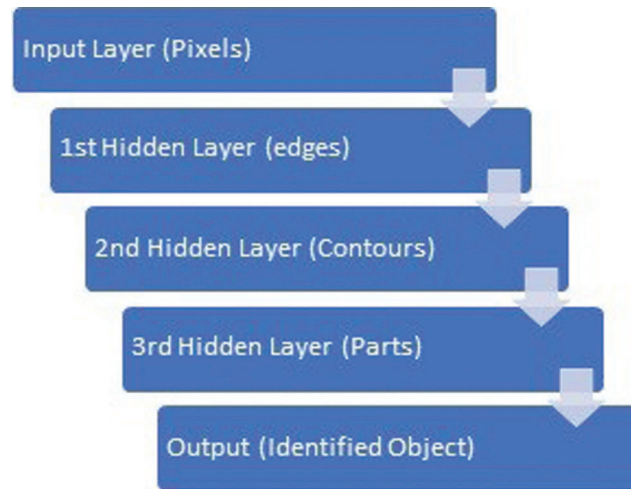 Input Layer (Pixels)
1st Hidden Layer (edges)
2nd Hidden Layer (Contours)
3rd Hidden Layer (Parts)
Output (Identified Object)